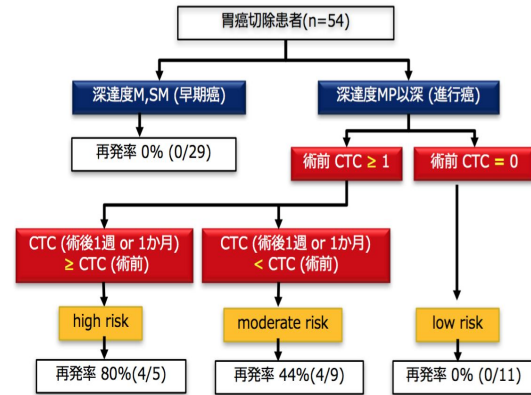 胃癌切除患者(n=54)
深達度M,SM (早期癌)
深達度MP以深 (進行癌)
再発率 0% (0/29)
術前 CTC ≥ 1
術前 CTC = 0
CTC (術後1週 or 1か月)
≥ CTC (術前)
CTC (術後1週 or 1か月)
< CTC (術前)
high risk
moderate risk
low risk
再発率 80%(4/5)
再発率 44%(4/9)
再発率 0% (0/11)